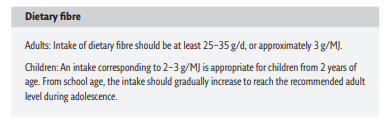 Dietary fibre
Adults: Intake of dietary fibre should be at least 25–35 g/d, or approximately 3 g/MJ.
Children: An intake corresponding to 2–3 g/MJ is appropriate for children from 2 years of
age. From school age, the intake should gradually increase to reach the recommended adult
level during adolescence.